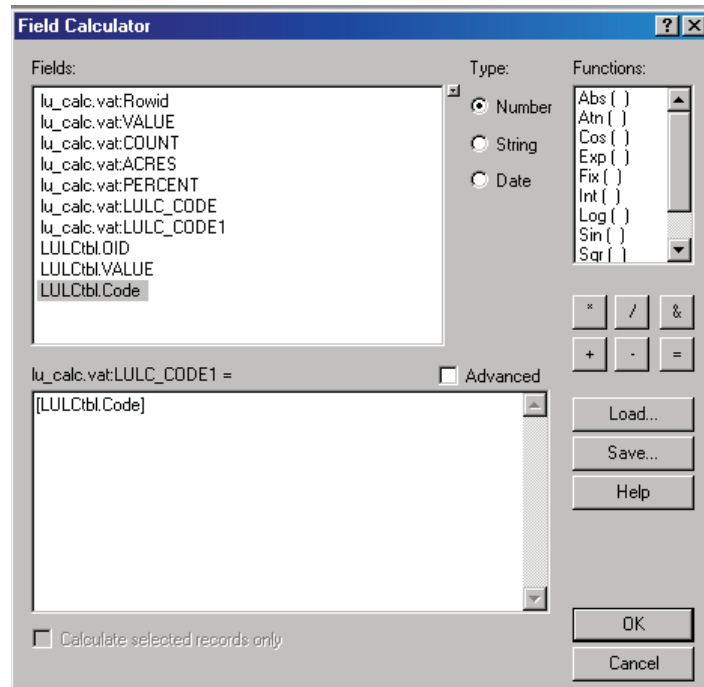 Field Calculator
Fields:
lu_calc.vat:Rowid
lu_calc.vat:VALUE
lu_calc.vat:COUNT
lu_calc.vat:ACRES
lu_calc.vat:PERCENT
lu_calc.vat:LULC_CODE
lu_calc.vat:LULC_CODE1
LULCtbl.OID
LULCtbl.VALUE
LULCtbl.Code
Type:
Number
String
Date
Functions:
Abs ( )
Atn ( )
Cos ( )
Exp ( )
Fix ( )
Int ( )
Log ( )
Sin ( )
Sqr ( )
* / &
+ - =
lu_calc.vat:LULC_CODE1 =
Advanced
[LULCtbl.Code]
Load...
Save...
Help
Calculate selected records only
OK
Cancel